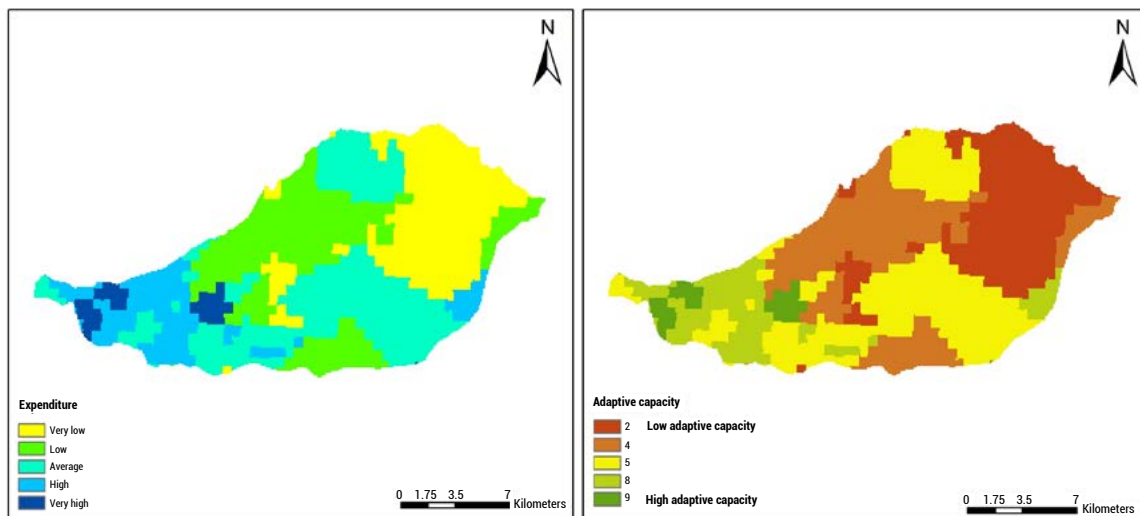 N
Expenditure
Very low
Low
Average
High
Very high
0 1.75 3.5 7
Kilometers
N
Adaptive capacity
2 Low adaptive capacity
4
5
8
9 High adaptive capacity
0 1.75 3.5 7
Kilometers